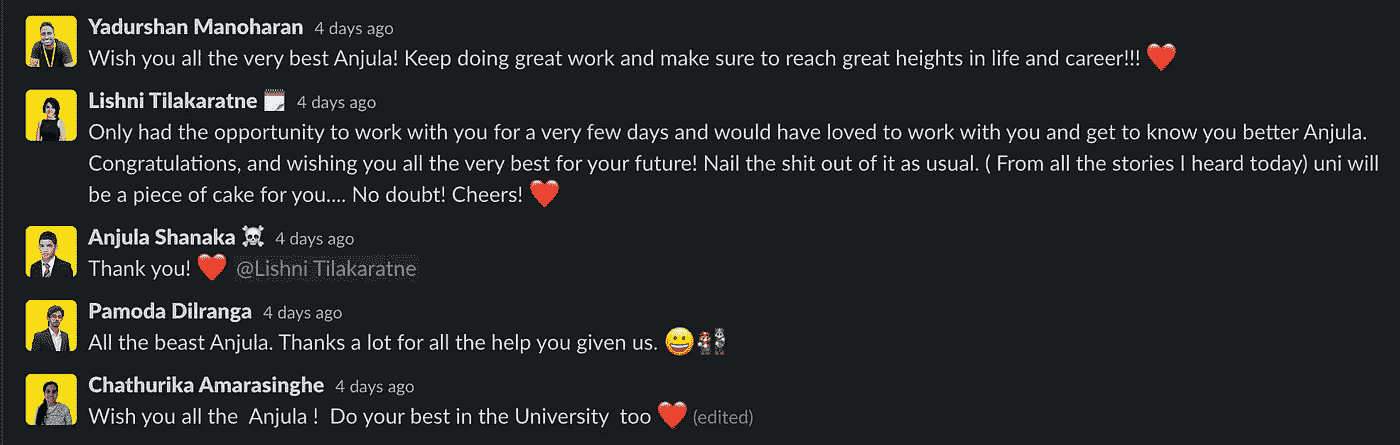 Yadurshan Manoharan 4 days ago
Wish you all the very best Anjula! Keep doing great work and make sure to reach great heights in life and career!!! ❤️
Lishni Tilakaratne 🗒️ 4 days ago
Only had the opportunity to work with you for a very few days and would have loved to work with you and get to know you better Anjula.
Congratulations, and wishing you all the very best for your future! Nail the shit out of it as usual. ( From all the stories I heard today) uni will
be a piece of cake for you.... No doubt! Cheers! ❤️
Anjula Shanaka ☠️ 4 days ago
Thank you! ❤️ @Lishni Tilakaratne
Pamoda Dilranga 4 days ago
All the beast Anjula. Thanks a lot for all the help you given us. 😀
Chathurika Amarasinghe 4 days ago
Wish you all the  Anjula !  Do your best in the University  too ❤️ (edited)